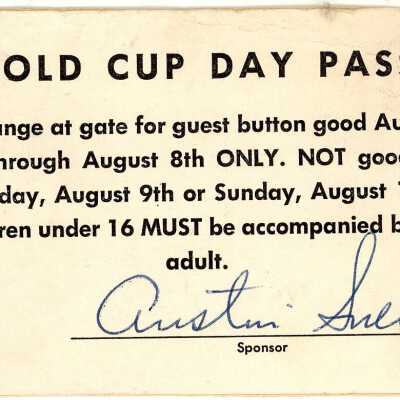 OLD CUP DAY PAS
ange at gate for guest button good Au
hrough August 8th ONLY. NOT goo
day, August 9th or Sunday, August
ren under 16 MUST be accompanied b
adult.
Austin
Sponsor